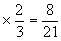 × 2/3 = 8/21